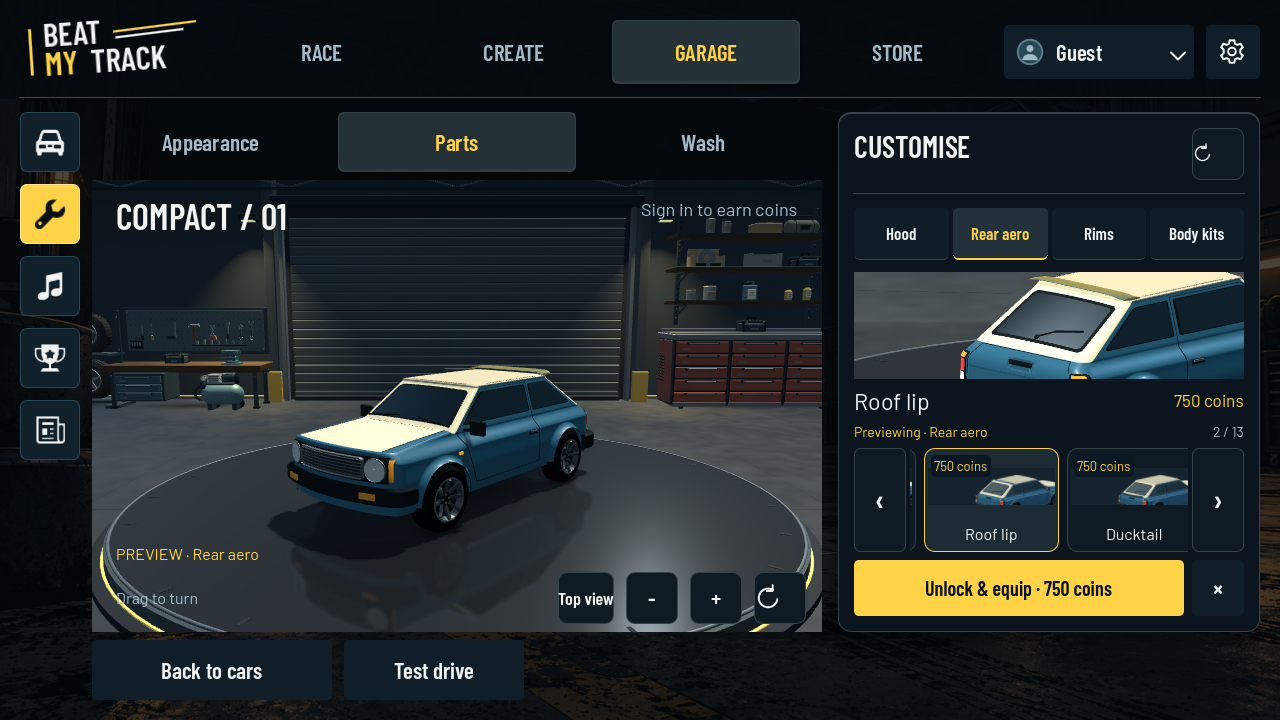 BEAT
MY TRACK
RACE
CREATE
GARAGE
STORE
Guest
Appearance
Parts
Wash
COMPACT / 01
Sign in to earn coins
PREVIEW · Rear aero
Drag to turn
Top view
-
+
Back to cars
Test drive
CUSTOMISE
Hood
Rear aero
Rims
Body kits
Roof lip
750 coins
Previewing · Rear aero
2 / 13
‹
750 coins
Roof lip
750 coins
Ducktail
›
Unlock & equip · 750 coins
×